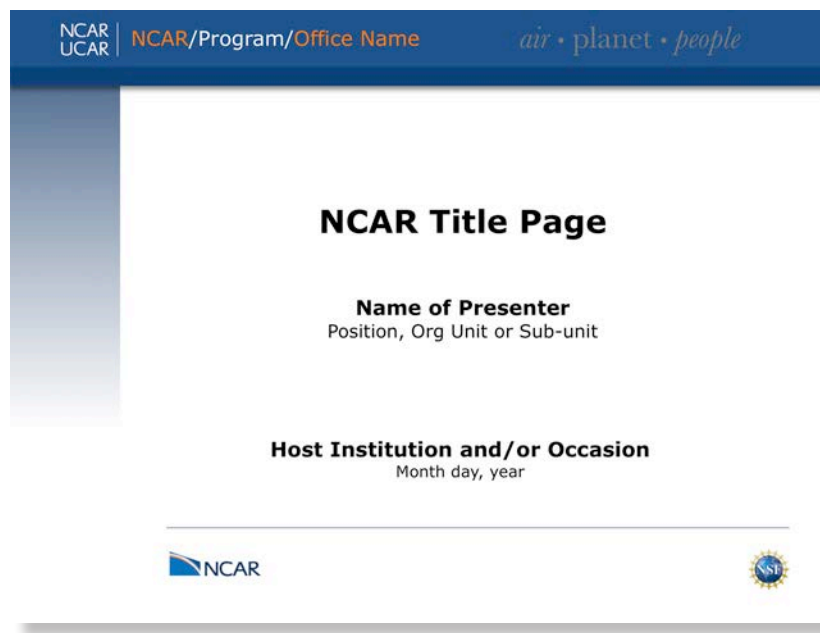 NCAR
UCAR
NCAR/Program/Office Name
air • planet • people
NCAR Title Page
Name of Presenter
Position, Org Unit or Sub-unit
Host Institution and/or Occasion
Month day, year
NCAR
NSF